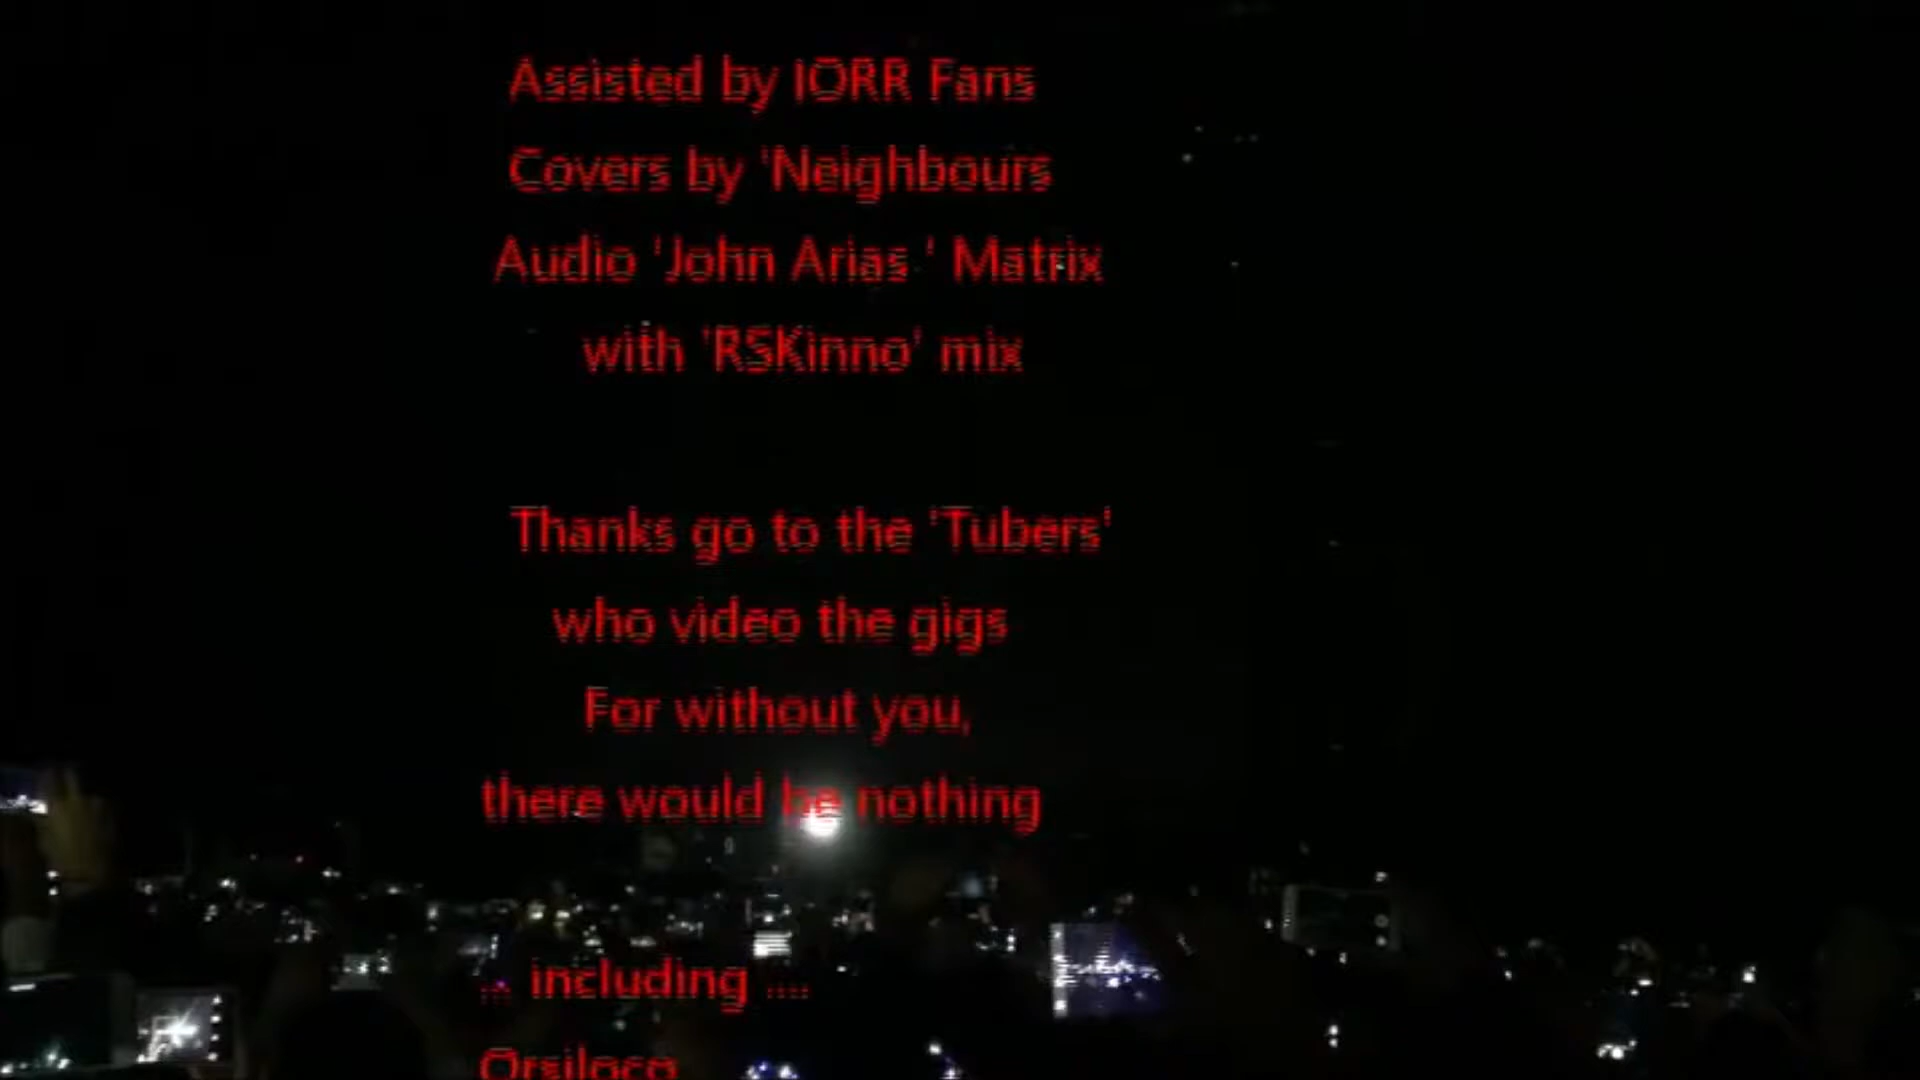 Assisted by IORR Fans
Covers by 'Neighbours
Audio 'John Arias ' Matrix
with 'RSKinno' mix
Thanks go to the 'Tubers'
who video the gigs
For without you,
there would be nothing
... including ....
Orsiloco